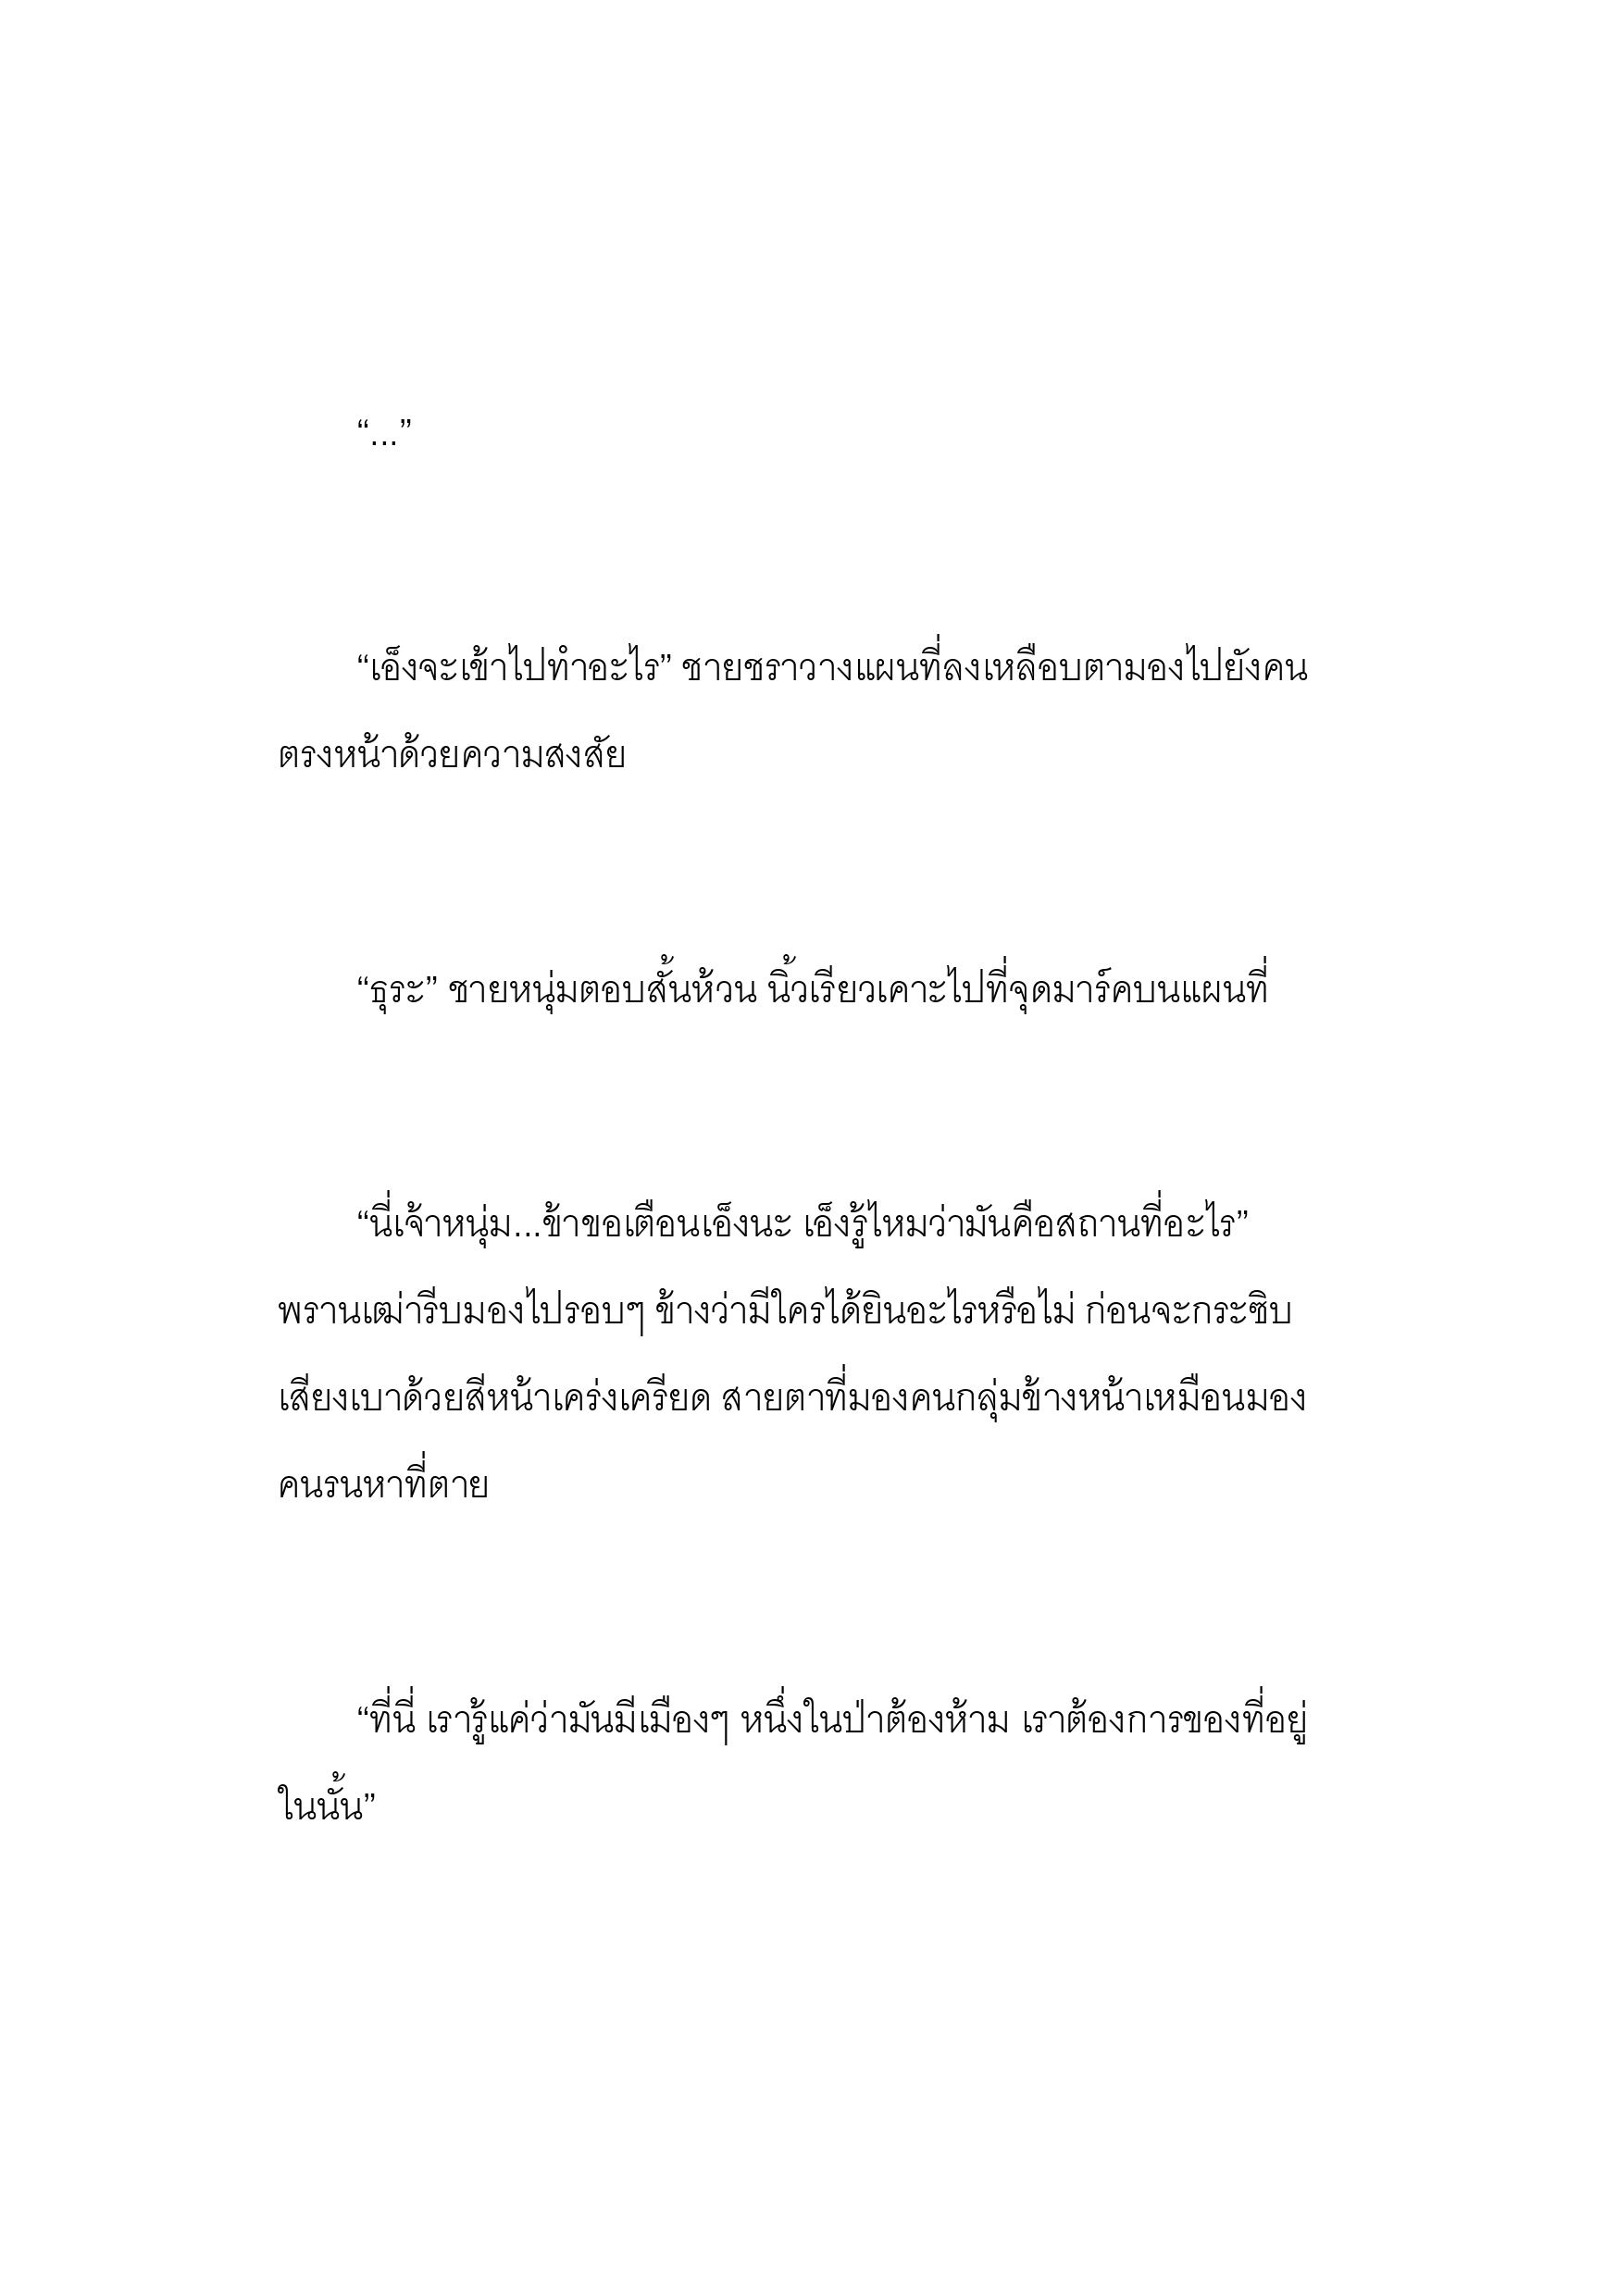 “...”
“เอ็งจะเข้าไปทำอะไร” ชายชราวางแผนที่ลงเหลือบตามองไปยังคน
ตรงหน้าด้วยความสงสัย
“ธุระ” ชายหนุ่มตอบสั้นห้วน นิ้วเรียวเคาะไปที่จุดมาร์คบนแผนที่
“นี่เจ้าหนุ่ม...ข้าขอเตือนเอ็งนะ เอ็งรู้ไหมว่ามันคือสถานที่อะไร”
พรานเฒ่ารีบมองไปรอบๆ ข้างว่ามีใครได้ยินอะไรหรือไม่ ก่อนจะกระซิบ
เสียงเบาด้วยสีหน้าเคร่งเครียด สายตาที่มองคนกลุ่มข้างหน้าเหมือนมอง
คนรนหาที่ตาย
“ที่นี่ เรารู้แค่ว่ามันมีเมืองๆ หนึ่งในป่าต้องห้าม เราต้องการของที่อยู่
ในนั้น”